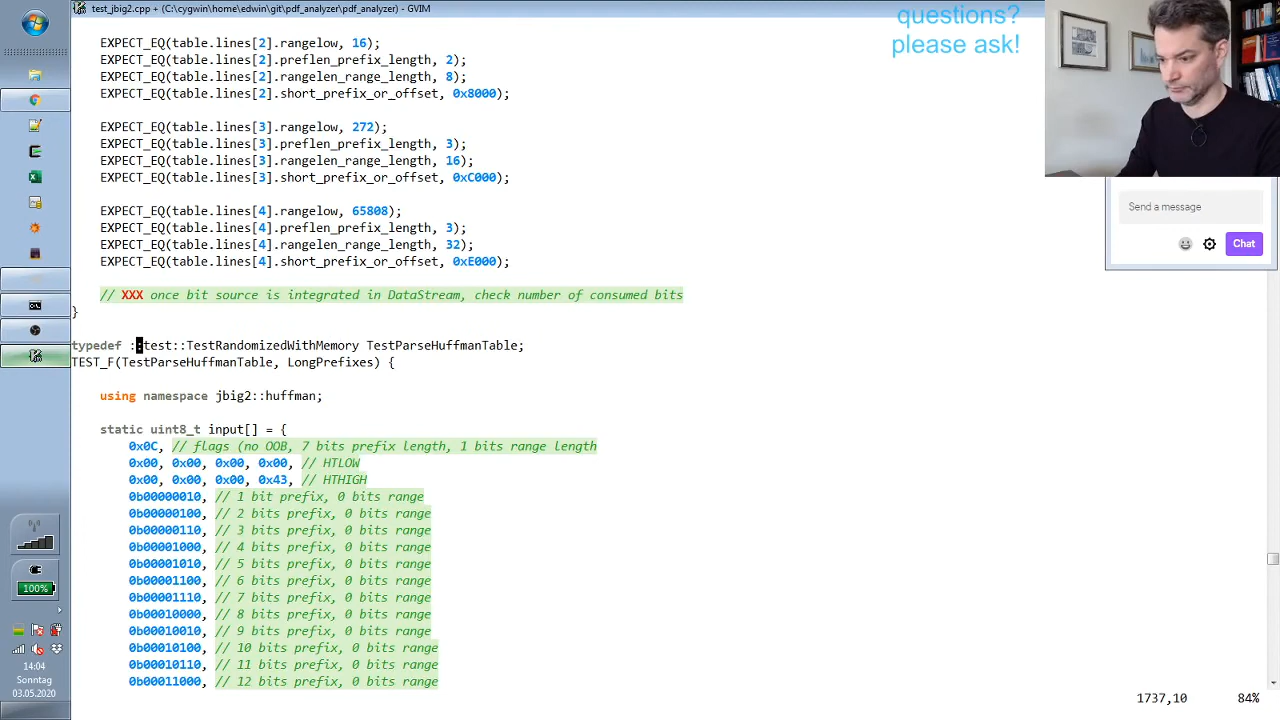 test_jbig2.cpp + (C:\cygwin\home\edwin\git\pdf_analyzer\pdf_analyzer) - GVIM
questions?
please ask!
EXPECT_EQ(table.lines[2].rangelow, 16);
EXPECT_EQ(table.lines[2].preflen_prefix_length, 2);
EXPECT_EQ(table.lines[2].rangelen_range_length, 8);
EXPECT_EQ(table.lines[2].short_prefix_or_offset, 0x8000);
EXPECT_EQ(table.lines[3].rangelow, 272);
EXPECT_EQ(table.lines[3].preflen_prefix_length, 3);
EXPECT_EQ(table.lines[3].rangelen_range_length, 16);
EXPECT_EQ(table.lines[3].short_prefix_or_offset, 0xC000);
EXPECT_EQ(table.lines[4].rangelow, 65808);
EXPECT_EQ(table.lines[4].preflen_prefix_length, 3);
EXPECT_EQ(table.lines[4].rangelen_range_length, 32);
EXPECT_EQ(table.lines[4].short_prefix_or_offset, 0xE000);
// XXX once bit source is integrated in DataStream, check number of consumed bits
}
typedef ::test::TestRandomizedWithMemory TestParseHuffmanTable;
TEST_F(TestParseHuffmanTable, LongPrefixes) {
using namespace jbig2::huffman;
static uint8_t input[] = {
0x0C, // flags (no OOB, 7 bits prefix length, 1 bits range length
0x00, 0x00, 0x00, 0x00, // HTLOW
0x00, 0x00, 0x00, 0x43, // HTHIGH
0b00000010, // 1 bit prefix, 0 bits range
0b00000100, // 2 bits prefix, 0 bits range
0b00000110, // 3 bits prefix, 0 bits range
0b00001000, // 4 bits prefix, 0 bits range
0b00001010, // 5 bits prefix, 0 bits range
0b00001100, // 6 bits prefix, 0 bits range
0b00001110, // 7 bits prefix, 0 bits range
0b00010000, // 8 bits prefix, 0 bits range
0b00010010, // 9 bits prefix, 0 bits range
0b00010100, // 10 bits prefix, 0 bits range
0b00010110, // 11 bits prefix, 0 bits range
0b00011000, // 12 bits prefix, 0 bits range
1737,10 84%
Send a message
Chat
100%
14:04
Sonntag
03.05.2020